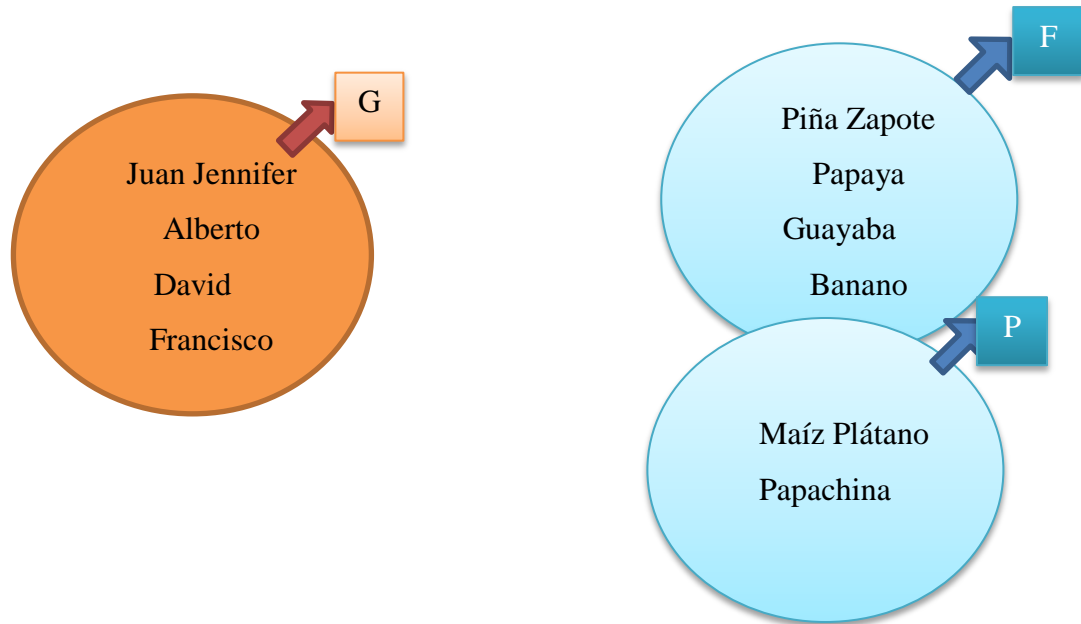 G
Juan Jennifer
Alberto
David
Francisco
F
Piña Zapote
Papaya
Guayaba
Banano
P
Maíz Plátano
Papachina